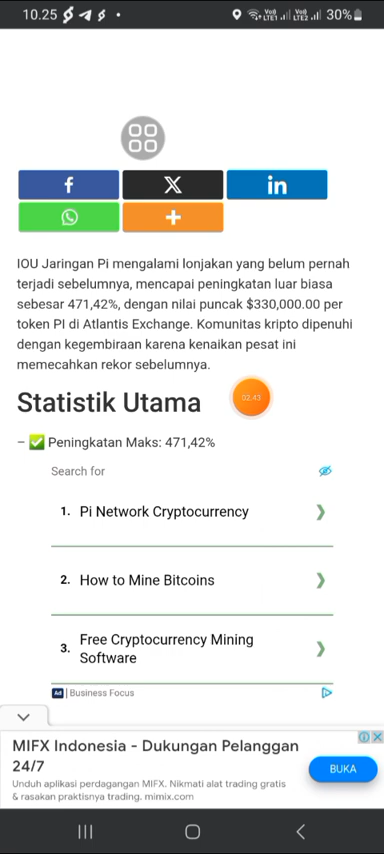 10.25
Vo)) LTE1 Vo)) LTE2 30%
f X in
+
IOU Jaringan Pi mengalami lonjakan yang belum pernah
terjadi sebelumnya, mencapai peningkatan luar biasa
sebesar 471,42%, dengan nilai puncak $330,000.00 per
token PI di Atlantis Exchange. Komunitas kripto dipenuhi
dengan kegembiraan karena kenaikan pesat ini
memecahkan rekor sebelumnya.
Statistik Utama
02.43
– ✅ Peningkatan Maks: 471,42%
Search for
1. Pi Network Cryptocurrency
2. How to Mine Bitcoins
3. Free Cryptocurrency Mining
Software
Ad | Business Focus
MIFX Indonesia - Dukungan Pelanggan
24/7
Unduh aplikasi perdagangan MIFX. Nikmati alat trading gratis
& rasakan praktisnya trading. mimix.com
BUKA